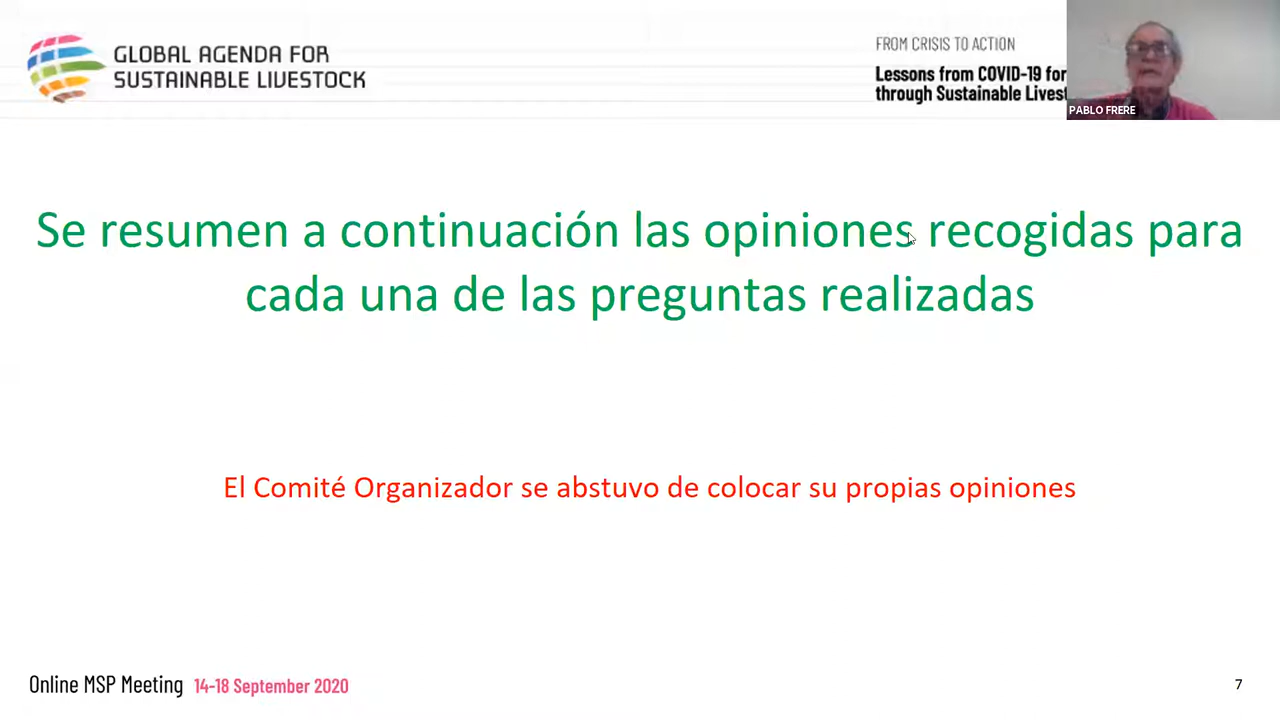 GLOBAL AGENDA FOR
SUSTAINABLE LIVESTOCK
FROM CRISIS TO ACTION
Lessons from COVID-19 for
through Sustainable
PABLO FRERE
Se resumen a continuación las opiniones recogidas para
cada una de las preguntas realizadas
El Comité Organizador se abstuvo de colocar su propias opiniones
Online MSP Meeting 14-18 September 2020
7